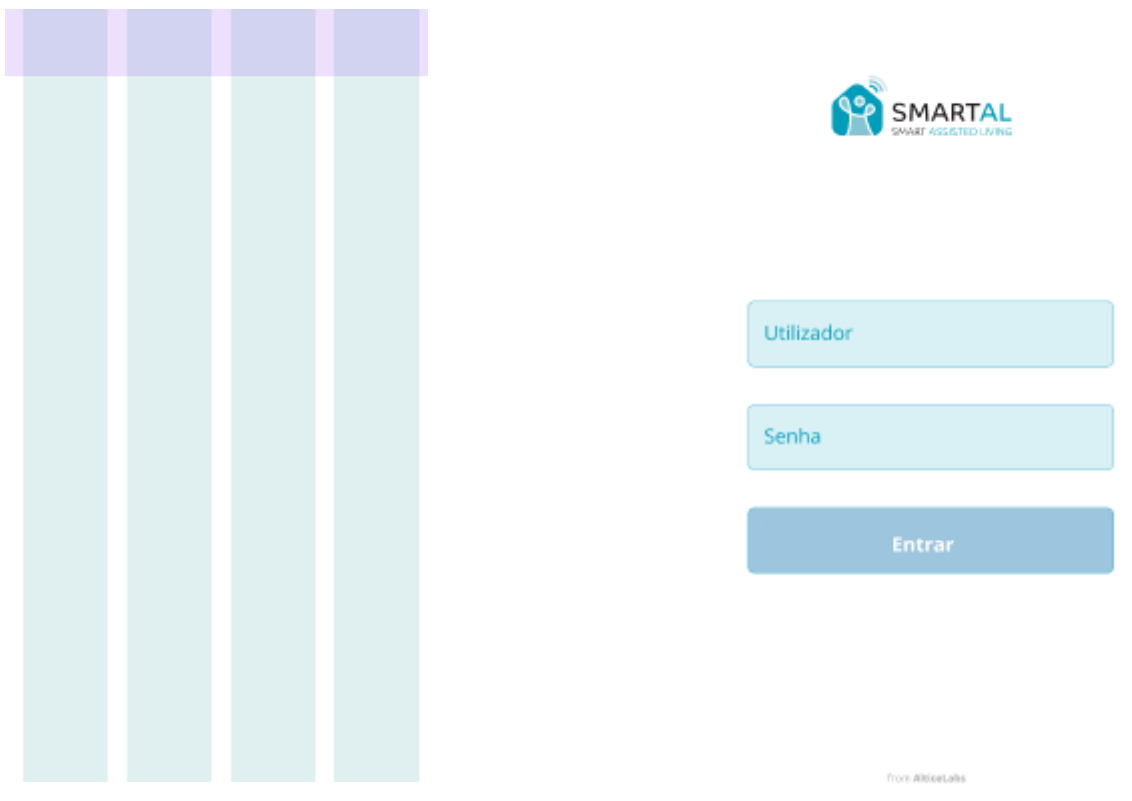 SMARTAL
SMART ASSISTED LIVING
Utilizador
Senha
Entrar
from AlticeLabs